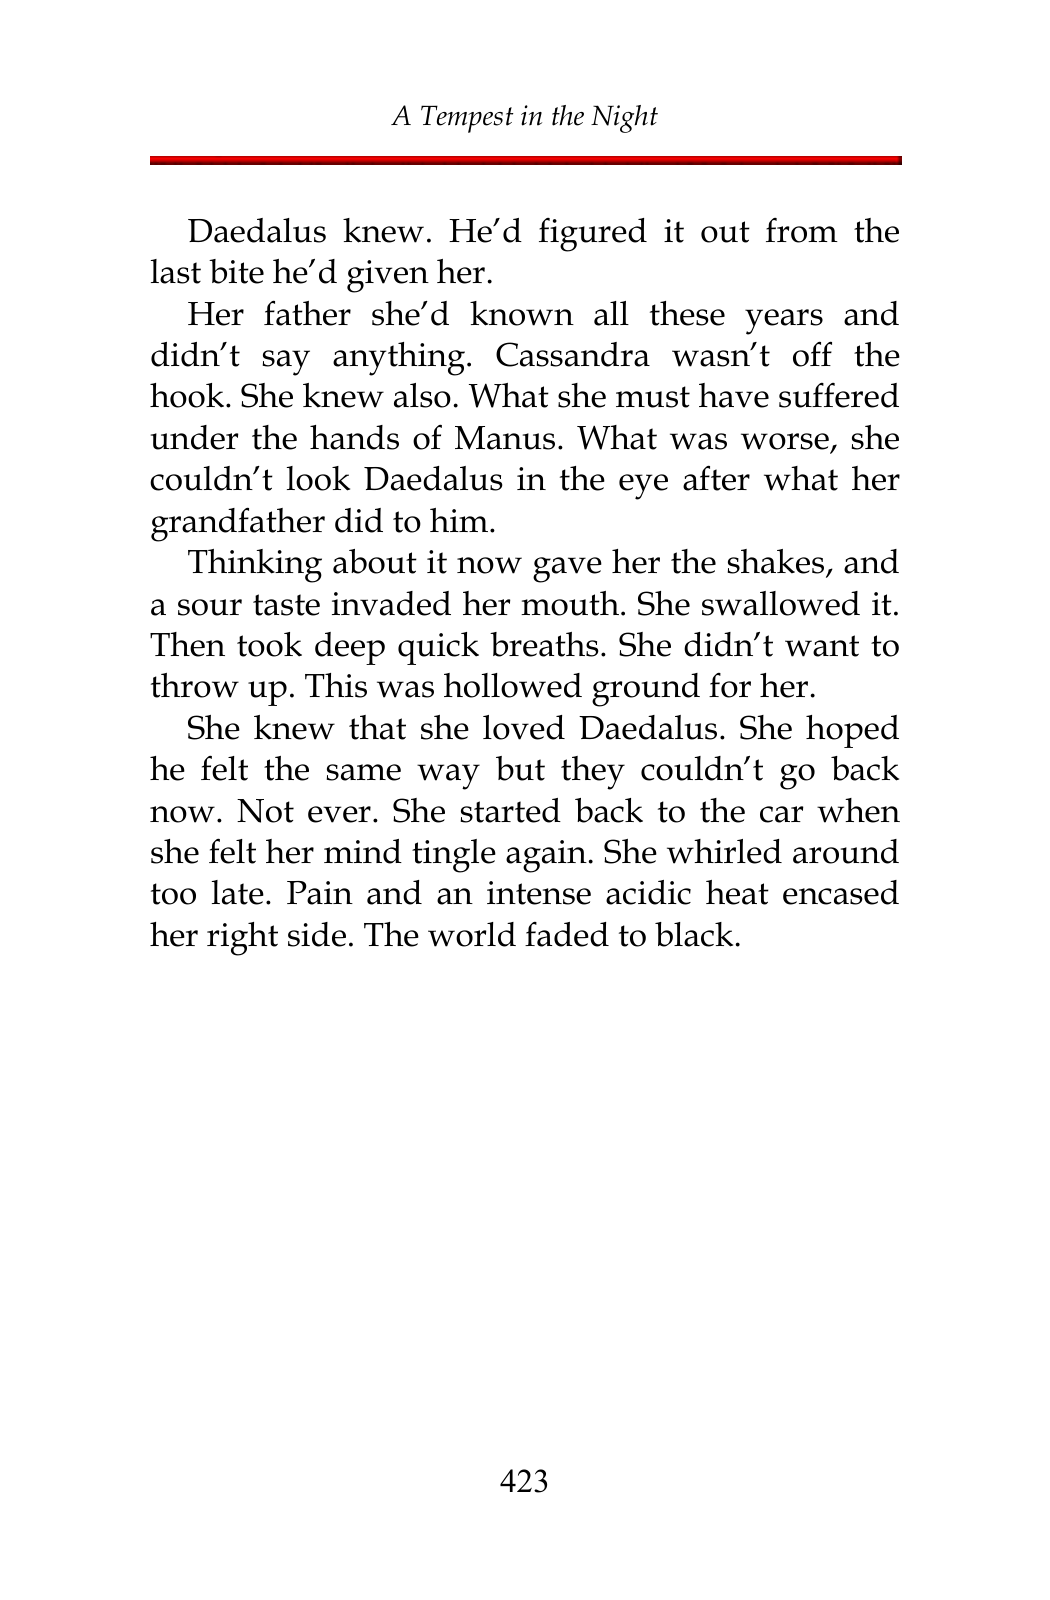 A Tempest in the Night
Daedalus knew. He’d figured it out from the
last bite he’d given her.
Her father she’d known all these years and
didn’t say anything. Cassandra wasn’t off the
hook. She knew also. What she must have suffered
under the hands of Manus. What was worse, she
couldn’t look Daedalus in the eye after what her
grandfather did to him.
Thinking about it now gave her the shakes, and
a sour taste invaded her mouth. She swallowed it.
Then took deep quick breaths. She didn’t want to
throw up. This was hollowed ground for her.
She knew that she loved Daedalus. She hoped
he felt the same way but they couldn’t go back
now. Not ever. She started back to the car when
she felt her mind tingle again. She whirled around
too late. Pain and an intense acidic heat encased
her right side. The world faded to black.
423